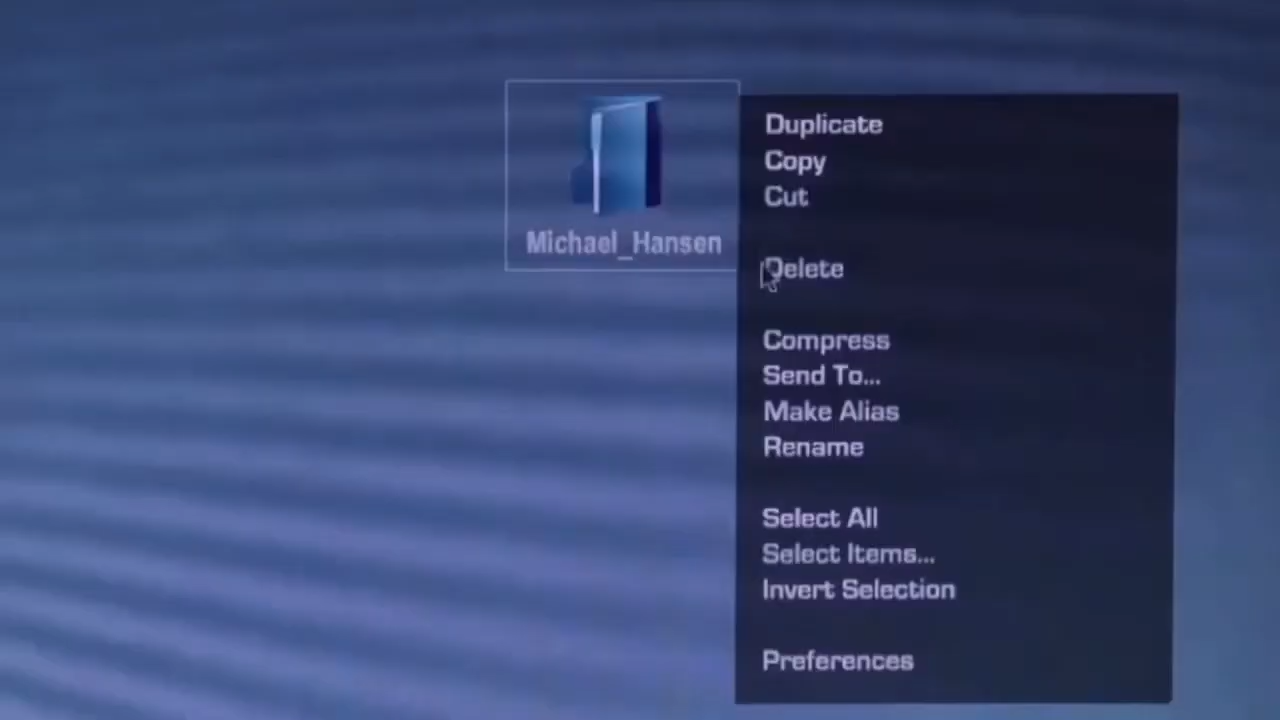 Michael_Hansen
Duplicate
Copy
Cut
Delete
Compress
Send To...
Make Alias
Rename
Select All
Select Items...
Invert Selection
Preferences